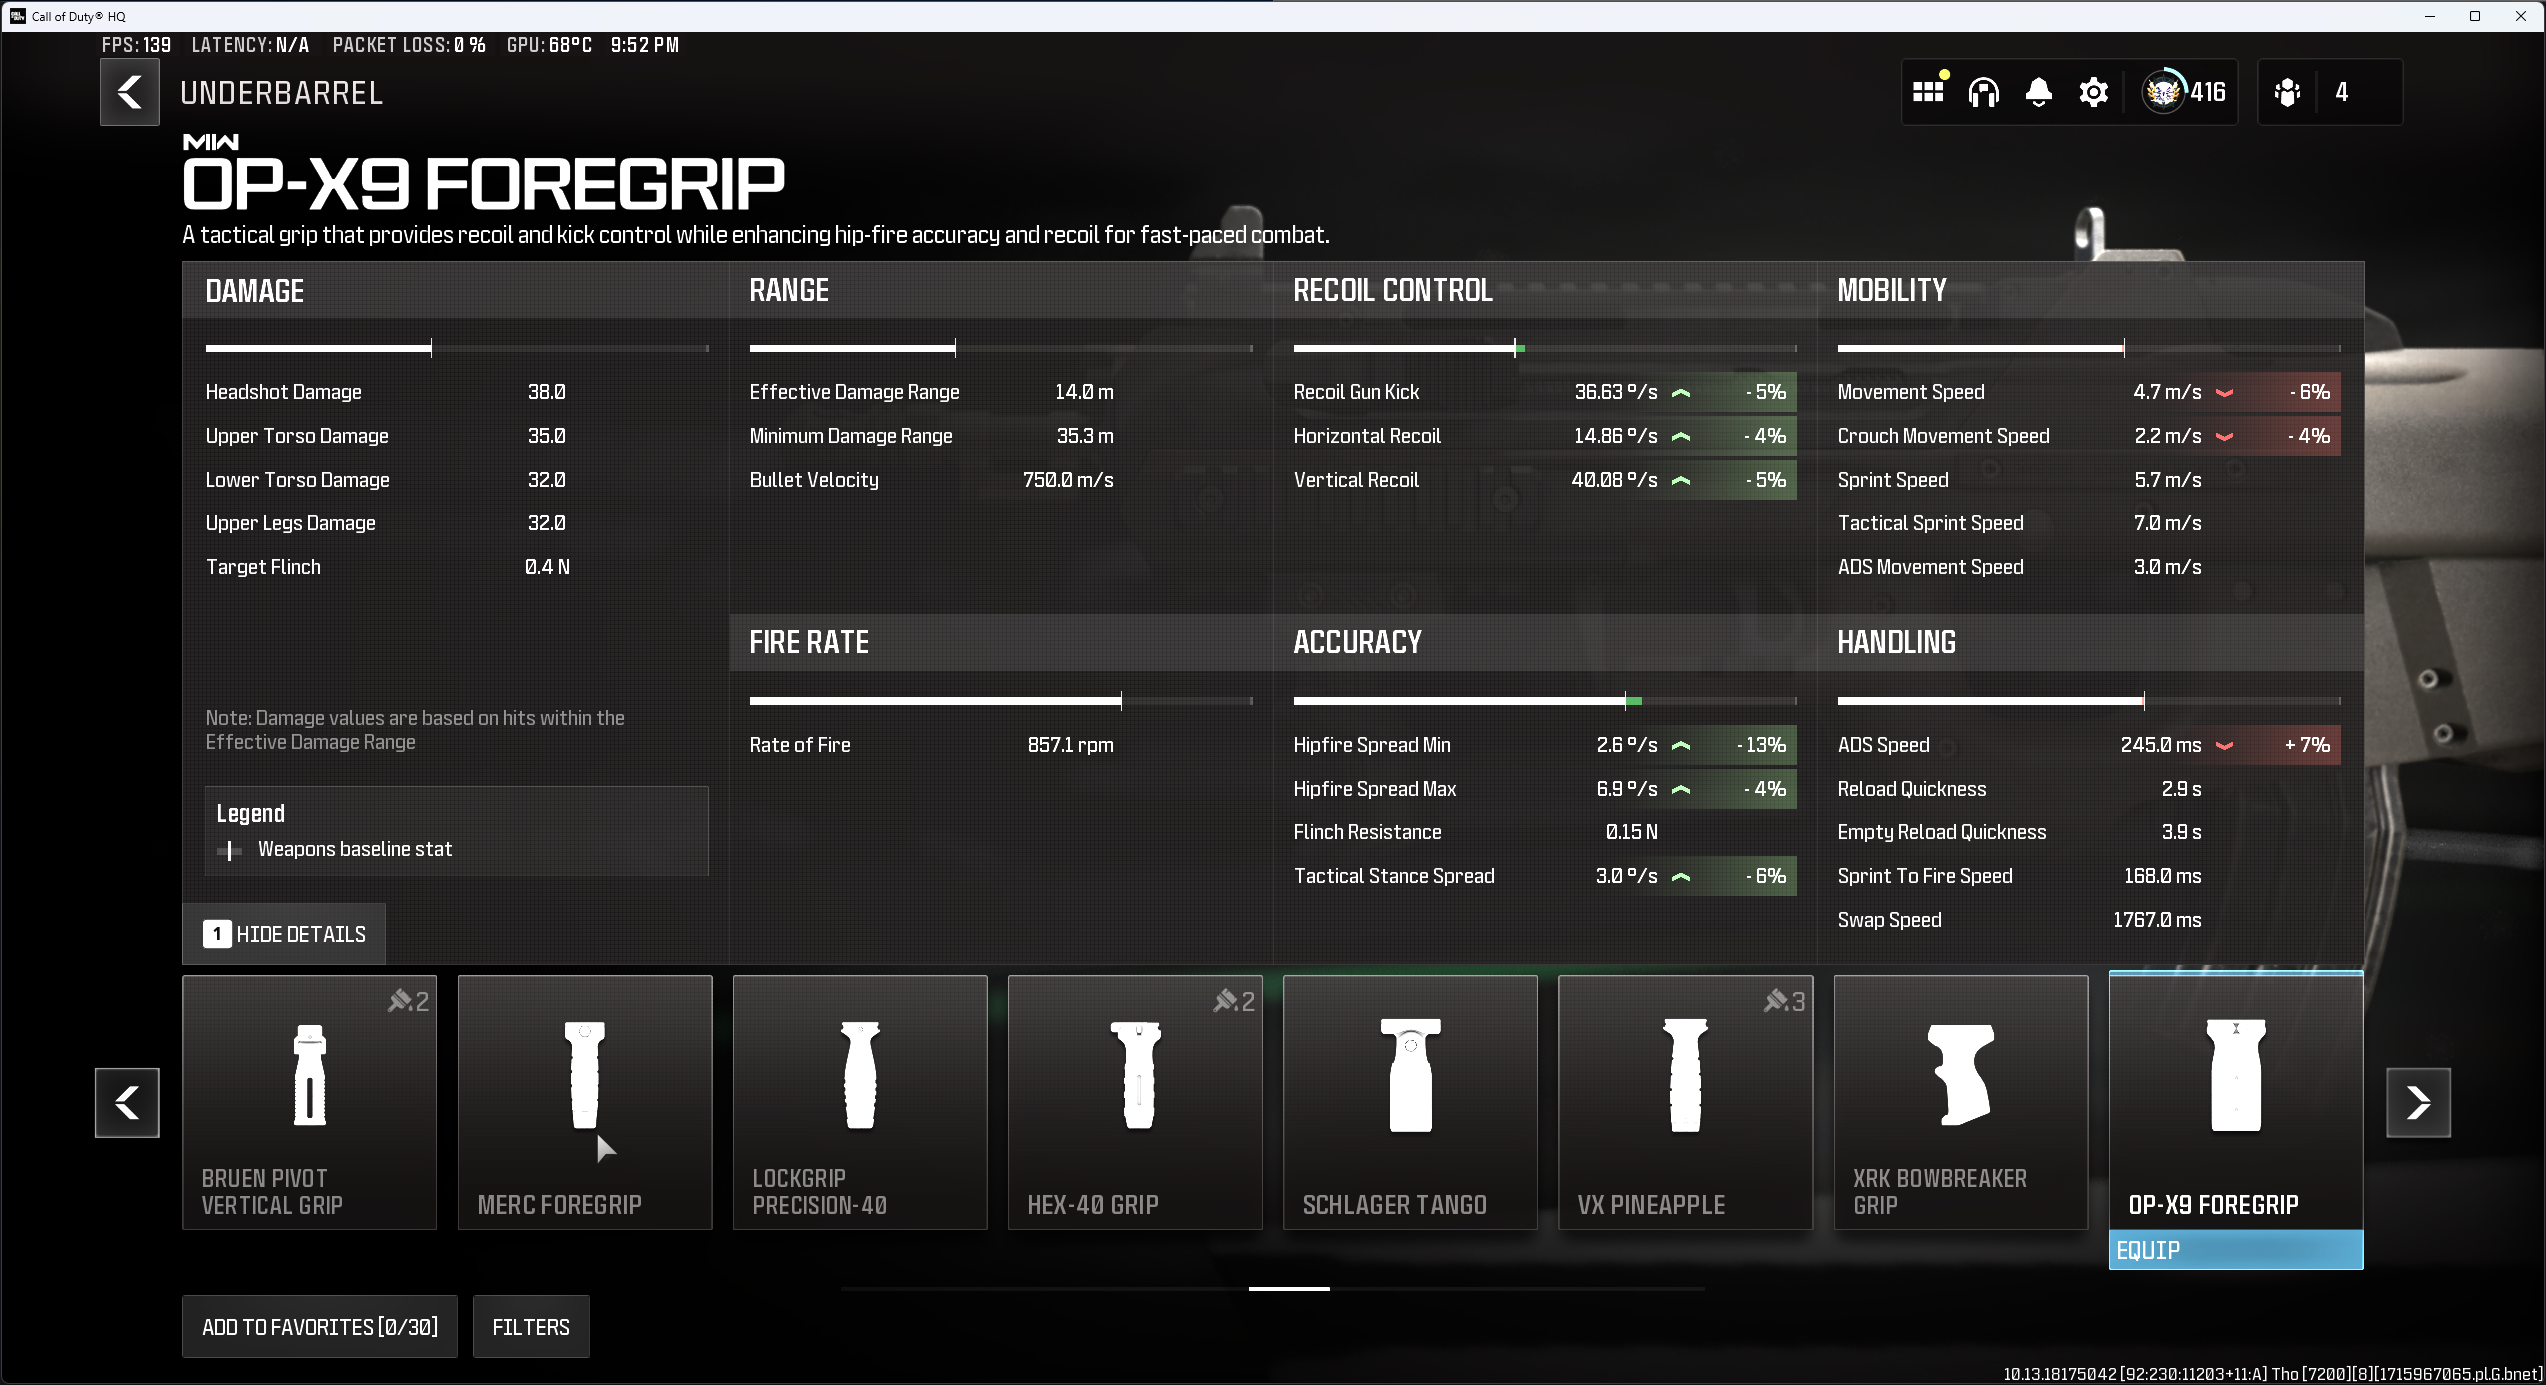 Call of Duty® HQ
FPS: 139 LATENCY: N/A PACKET LOSS: 0 % GPU: 68°C 9:52 PM
UNDERBARREL
416
4
MW
OP-X9 FOREGRIP
A tactical grip that provides recoil and kick control while enhancing hip-fire accuracy and recoil for fast-paced combat.
DAMAGE
Headshot Damage 38.0
Upper Torso Damage 35.0
Lower Torso Damage 32.0
Upper Legs Damage 32.0
Target Flinch 0.4 N
Note: Damage values are based on hits within the
Effective Damage Range
Legend
Weapons baseline stat
1 HIDE DETAILS
RANGE
Effective Damage Range 14.0 m
Minimum Damage Range 35.3 m
Bullet Velocity 750.0 m/s
FIRE RATE
Rate of Fire 857.1 rpm
RECOIL CONTROL
Recoil Gun Kick 36.63 º/s - 5%
Horizontal Recoil 14.86 º/s - 4%
Vertical Recoil 40.08 º/s - 5%
ACCURACY
Hipfire Spread Min 2.6 º/s - 13%
Hipfire Spread Max 6.9 º/s - 4%
Flinch Resistance 0.15 N
Tactical Stance Spread 3.0 º/s - 6%
MOBILITY
Movement Speed 4.7 m/s - 6%
Crouch Movement Speed 2.2 m/s - 4%
Sprint Speed 5.7 m/s
Tactical Sprint Speed 7.0 m/s
ADS Movement Speed 3.0 m/s
HANDLING
ADS Speed 245.0 ms + 7%
Reload Quickness 2.9 s
Empty Reload Quickness 3.9 s
Sprint To Fire Speed 168.0 ms
Swap Speed 1767.0 ms
2
BRUEN PIVOT
VERTICAL GRIP
MERC FOREGRIP
LOCKGRIP
PRECISION-40
2
HEX-40 GRIP
SCHLAGER TANGO
3
VX PINEAPPLE
XRK BOWBREAKER
GRIP
OP-X9 FOREGRIP
EQUIP
ADD TO FAVORITES [0/30]
FILTERS
10.13.18175042 [92:230:11203+11:A] Tho [7200][8][1715967065.pl.G.bnet]